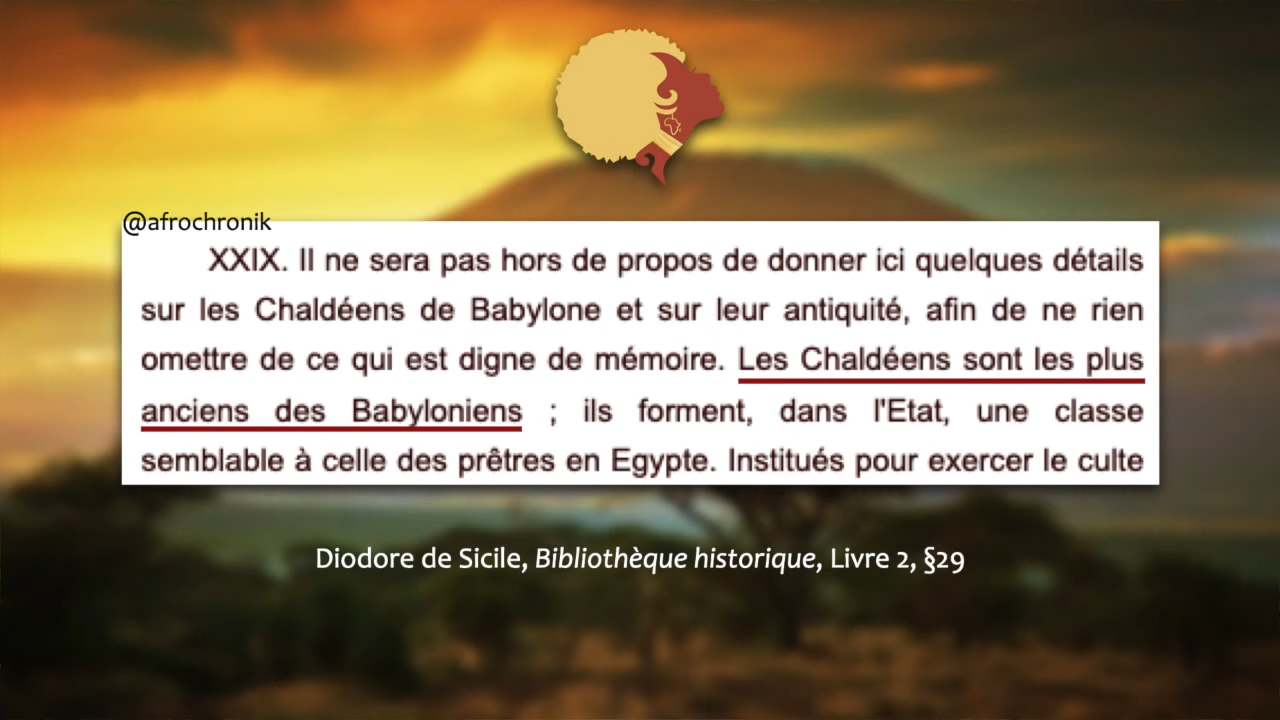 @afrochronik
XXIX. Il ne sera pas hors de propos de donner ici quelques détails
sur les Chaldéens de Babylone et sur leur antiquité, afin de ne rien
omettre de ce qui est digne de mémoire. Les Chaldéens sont les plus
anciens des Babyloniens ; ils forment, dans l'Etat, une classe
semblable à celle des prêtres en Egypte. Institués pour exercer le culte
Diodore de Sicile, Bibliothèque historique, Livre 2, §29